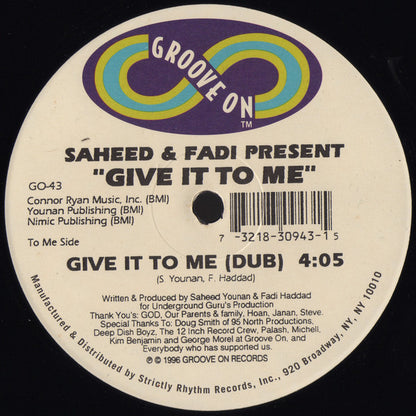 GROOVE ON
TM
SAHEED & FADI PRESENT
"GIVE IT TO ME"
GO-43
Connor Ryan Music, Inc. (BMI)
Younan Publishing (BMI)
Nimic Publishing (BMI)
7 -3218-30943-1 5
To Me Side
GIVE IT TO ME (DUB) 4:05
(S. Younan, F. Haddad)
Written & Produced by Saheed Younan & Fadi Haddad
for Underground Guru's Production
Thank You's: GOD, Our Parents & family, Hoan, Janan, Steve.
Special Thanks To: Doug Smith of 95 North Productions,
Deep Dish Boyz, The 12 Inch Record Crew, Palash, Micheli,
Kim Benjamin and George Morel at Groove On. And
Everybody who has supported us.
℗ © 1996 GROOVE ON RECORDS
Manufactured & Distributed by Strictly Rhythm Records, Inc., 920 Broadway, NY, NY 10010